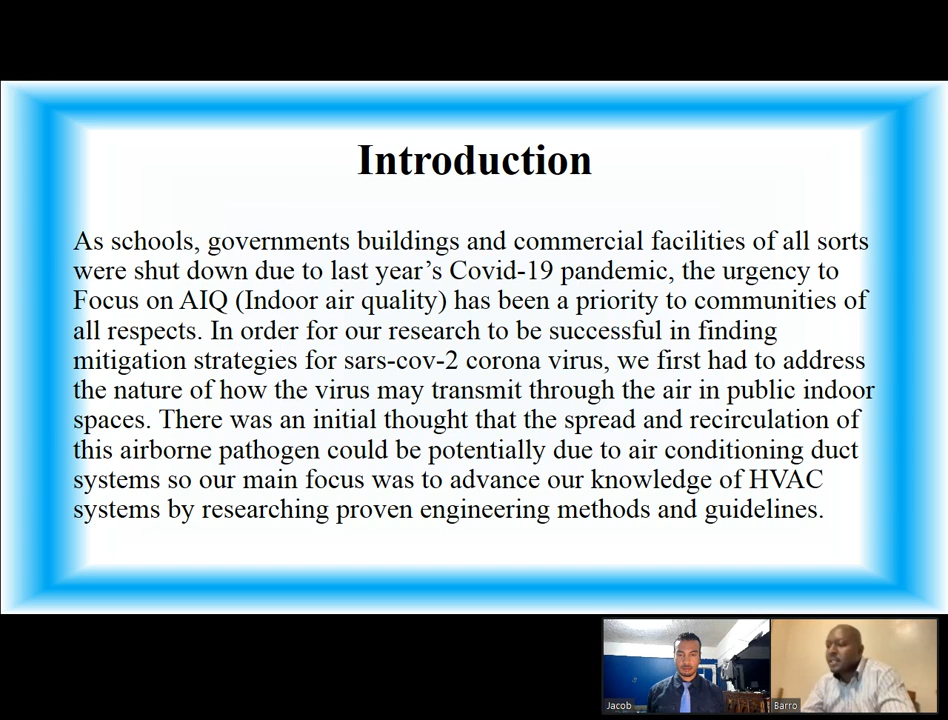 Introduction
As schools, governments buildings and commercial facilities of all sorts
were shut down due to last year’s Covid-19 pandemic, the urgency to
Focus on AIQ (Indoor air quality) has been a priority to communities of
all respects. In order for our research to be successful in finding
mitigation strategies for sars-cov-2 corona virus, we first had to address
the nature of how the virus may transmit through the air in public indoor
spaces. There was an initial thought that the spread and recirculation of
this airborne pathogen could be potentially due to air conditioning duct
systems so our main focus was to advance our knowledge of HVAC
systems by researching proven engineering methods and guidelines.
Jacob
Barro